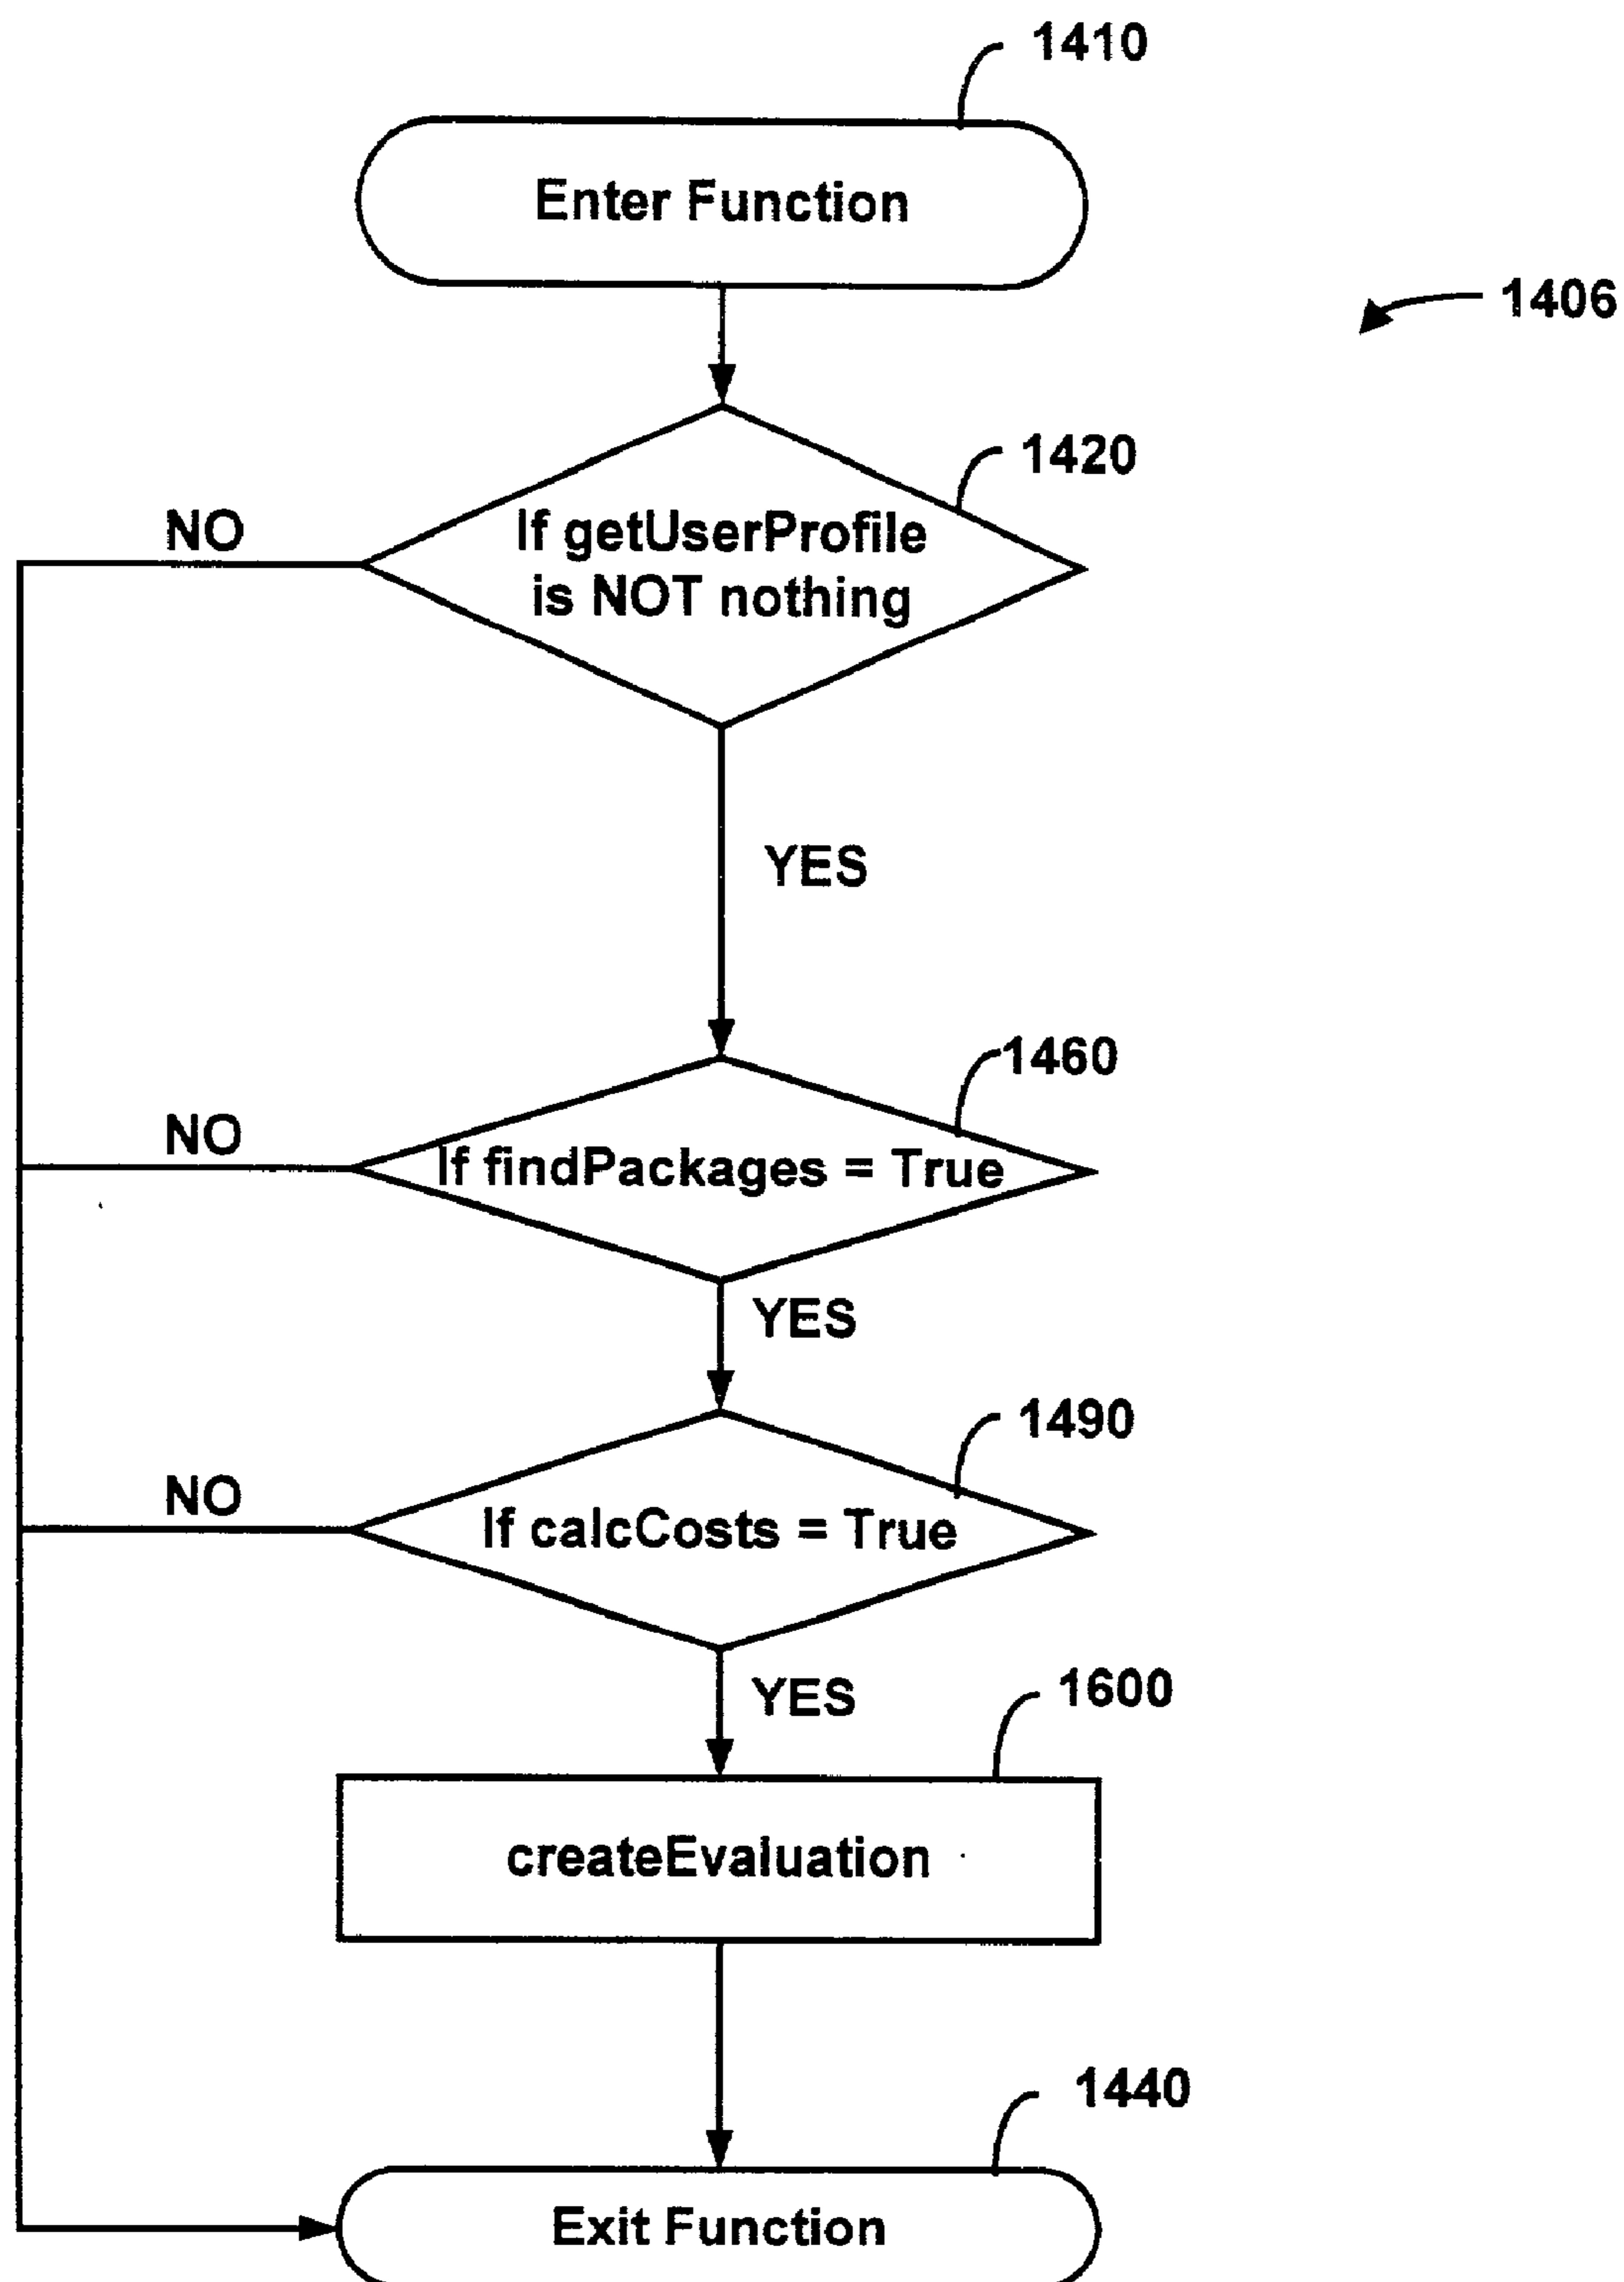 1410
Enter Function
1406
1420
NO
If getUserProfile
is NOT nothing
YES
1460
NO
If findPackages = True
YES
1490
NO
If calcCosts = True
YES
1600
createEvaluation
1440
Exit Function